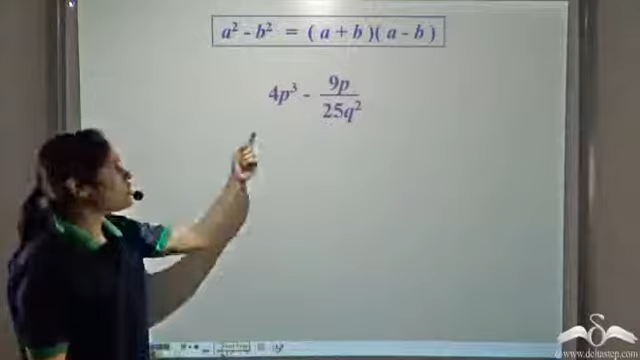 a² - b² = ( a + b )( a - b )
4p³ - 9p/25q²
www.deltastep.com